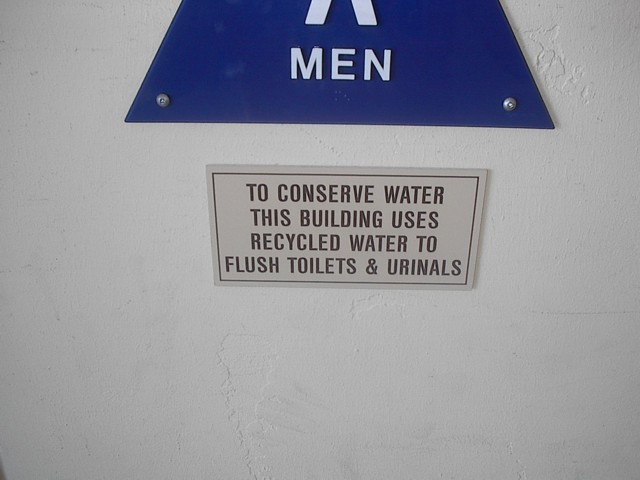 MEN
TO CONSERVE WATER
THIS BUILDING USES
RECYCLED WATER TO
FLUSH TOILETS & URINALS